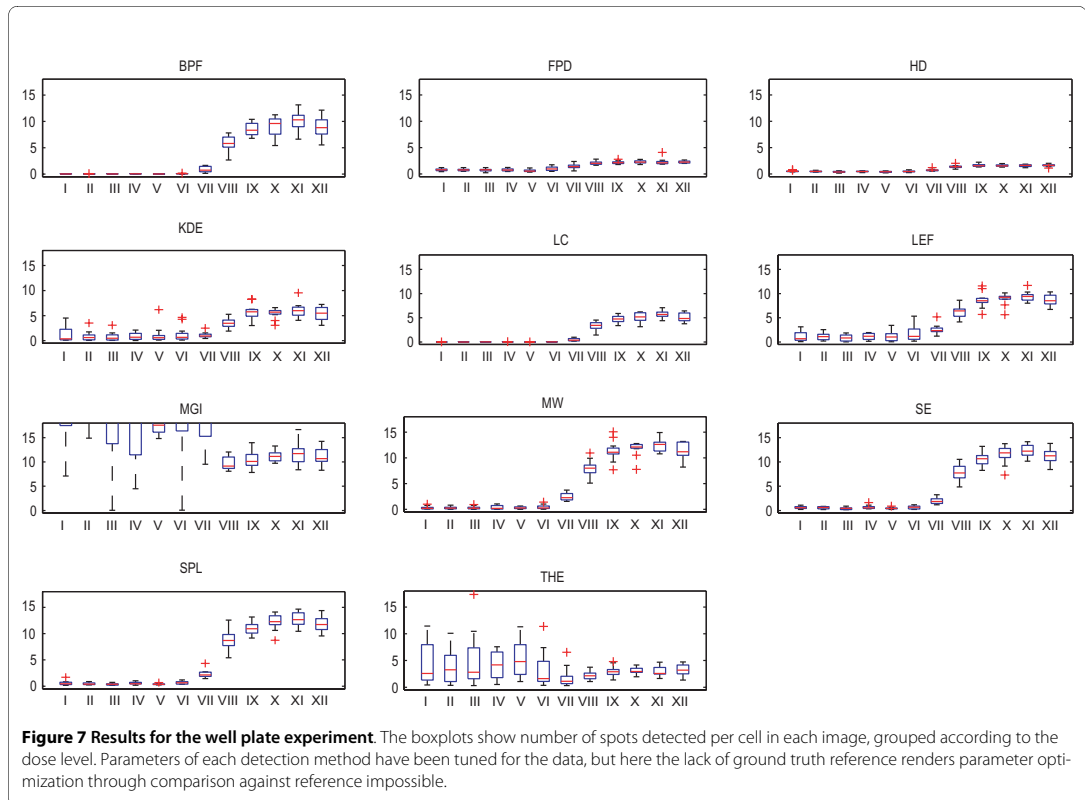 BPF FPD HD
15 15 15
10 10 10
5 5 5
0 0 0
I II III IV V VI VII VIII IX X XI XII I II III IV V VI VII VIII IX X XI XII I II III IV V VI VII VIII IX X XI XII
KDE LC LEF
15 15 15
10 10 10
5 5 5
0 0 0
I II III IV V VI VII VIII IX X XI XII I II III IV V VI VII VIII IX X XI XII I II III IV V VI VII VIII IX X XI XII
MGI MW SE
15 15 15
10 10 10
5 5 5
0 0 0
I II III IV V VI VII VIII IX X XI XII I II III IV V VI VII VIII IX X XI XII I II III IV V VI VII VIII IX X XI XII
SPL THE
15 15
10 10
5 5
0 0
I II III IV V VI VII VIII IX X XI XII I II III IV V VI VII VIII IX X XI XII
Figure 7 Results for the well plate experiment. The boxplots show number of spots detected per cell in each image, grouped according to the
dose level. Parameters of each detection method have been tuned for the data, but here the lack of ground truth reference renders parameter opti-
mization through comparison against reference impossible.